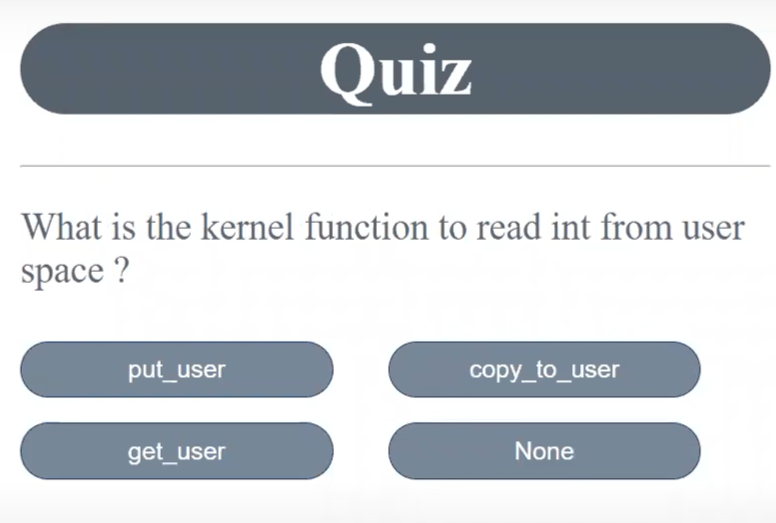 Quiz
What is the kernel function to read int from user
space ?
put_user
copy_to_user
get_user
None